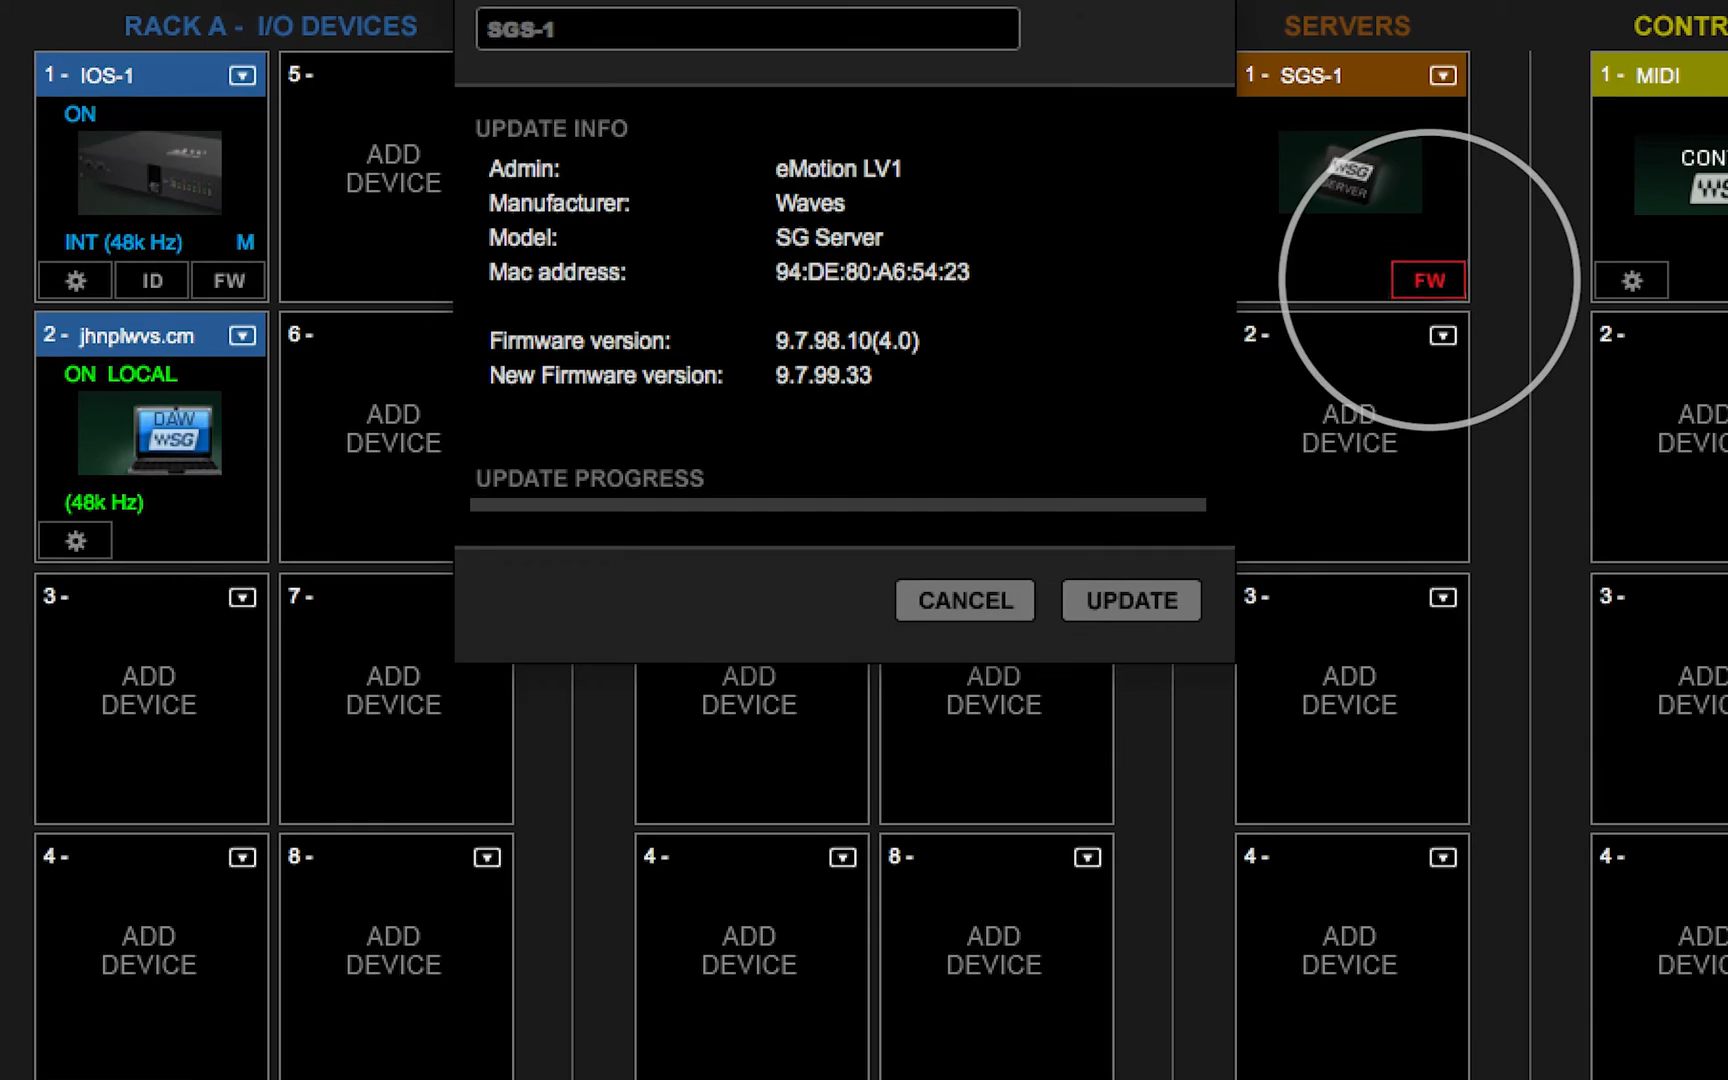 RACK A - I/O DEVICES
SERVERS
CONTR
SGS-1
1 - IOS-1
ON
INT (48k Hz) M
ID FW
2 - jhnplwvs.cm
ON LOCAL
DAW
WSG
(48k Hz)
3 -
ADD
DEVICE
4 -
ADD
DEVICE
5 -
ADD
DEVICE
6 -
ADD
DEVICE
7 -
ADD
DEVICE
8 -
ADD
DEVICE
UPDATE INFO
Admin: eMotion LV1
Manufacturer: Waves
Model: SG Server
Mac address: 94:DE:80:A6:54:23
Firmware version: 9.7.98.10(4.0)
New Firmware version: 9.7.99.33
UPDATE PROGRESS
CANCEL UPDATE
ADD
DEVICE
4 -
ADD
DEVICE
ADD
DEVICE
8 -
ADD
DEVICE
1 - SGS-1
WSG
SERVER
FW
2 -
ADD
DEVICE
3 -
ADD
DEVICE
4 -
ADD
DEVICE
1 - MIDI
CON
WS
2 -
ADD
DEVIC
3 -
ADD
DEVIC
4 -
ADD
DEVIC